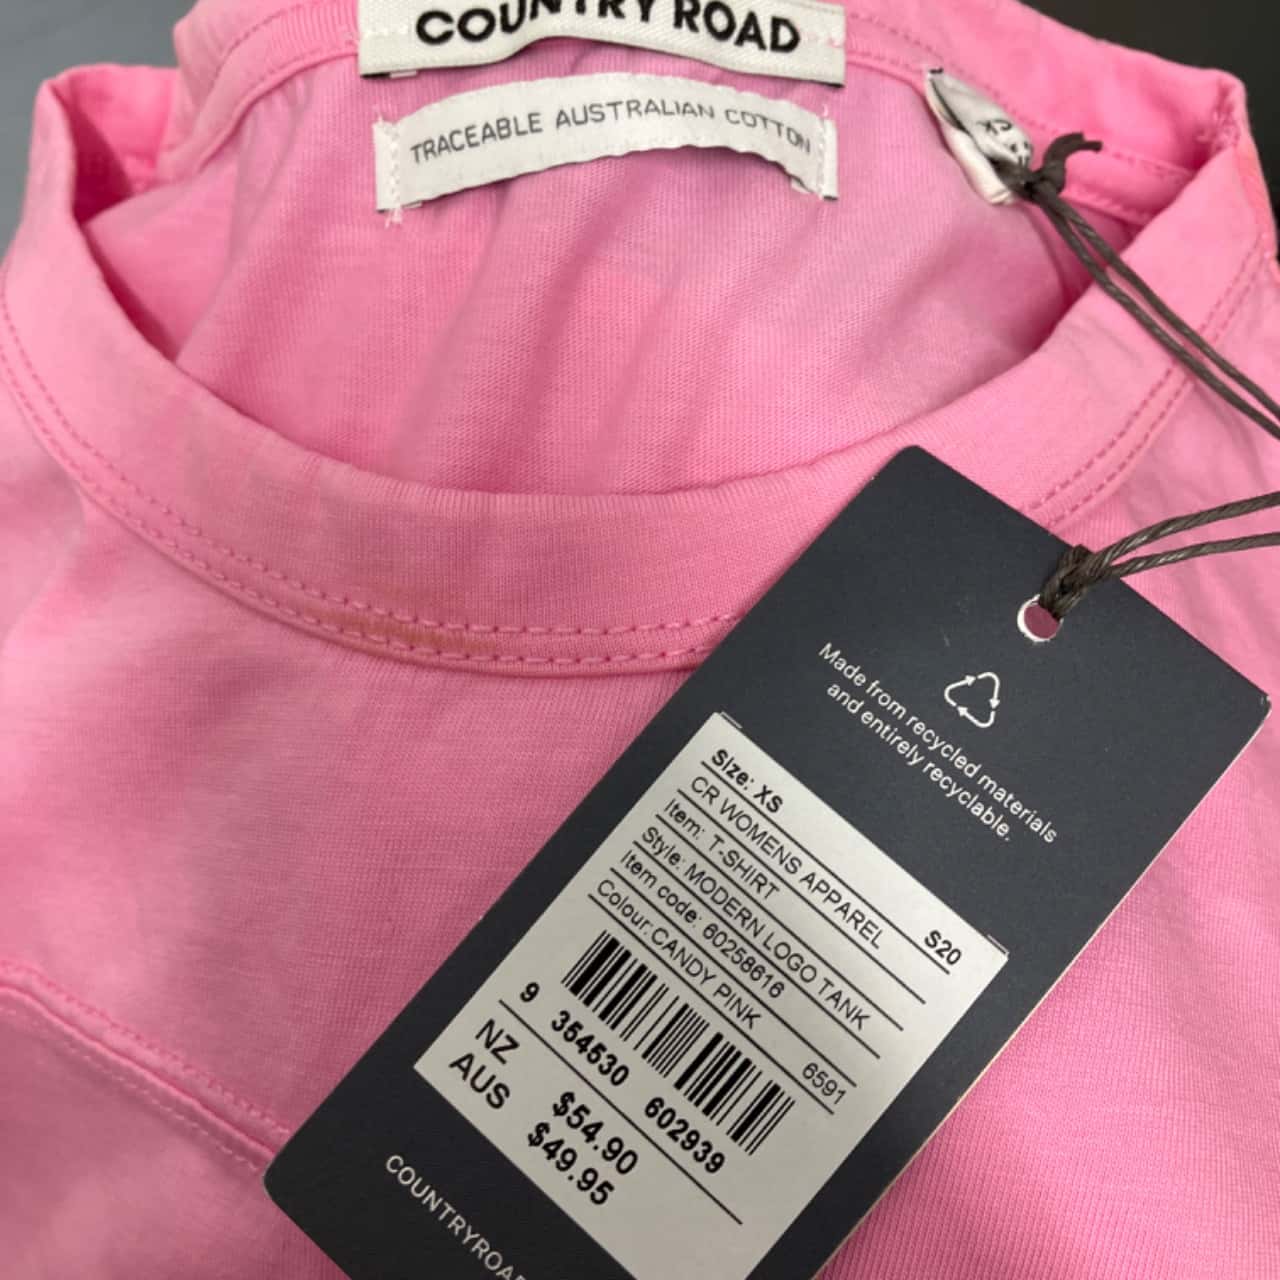 COUNTRY ROAD
TRACEABLE AUSTRALIAN COTTON
XS
Made from recycled materials
and entirely recyclable.
Size: XS
CR WOMENS APPAREL S20
Item: T-SHIRT
Style: MODERN LOGO TANK
Item code: 60258616
Colour: CANDY PINK 6591
9 354530 602939
NZ $54.90
AUS $49.95